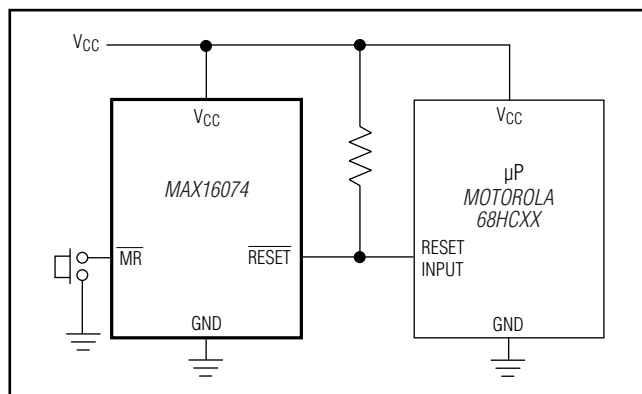 VCC
VCC
MAX16074
MR
RESET
GND
VCC
µP
MOTOROLA
68HCXX
RESET
INPUT
GND